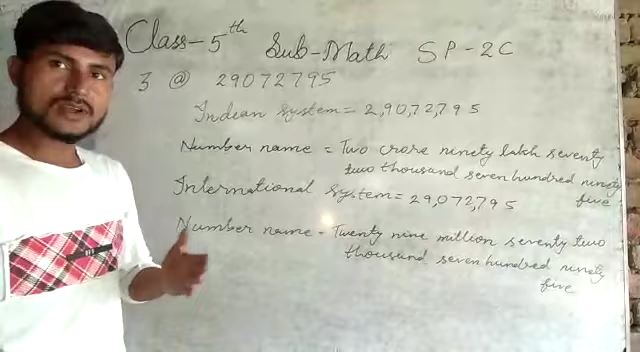 Class-5th Sub-Math SP-2C
3 @ 29072795
Indian system = 2,90,72,795
Number name = Two crore ninety lakh seventy
two thousand seven hundred ninety
five
International system = 29,072,795
Number name - Twenty nine million seventy two
thousand seven hundred ninety
five